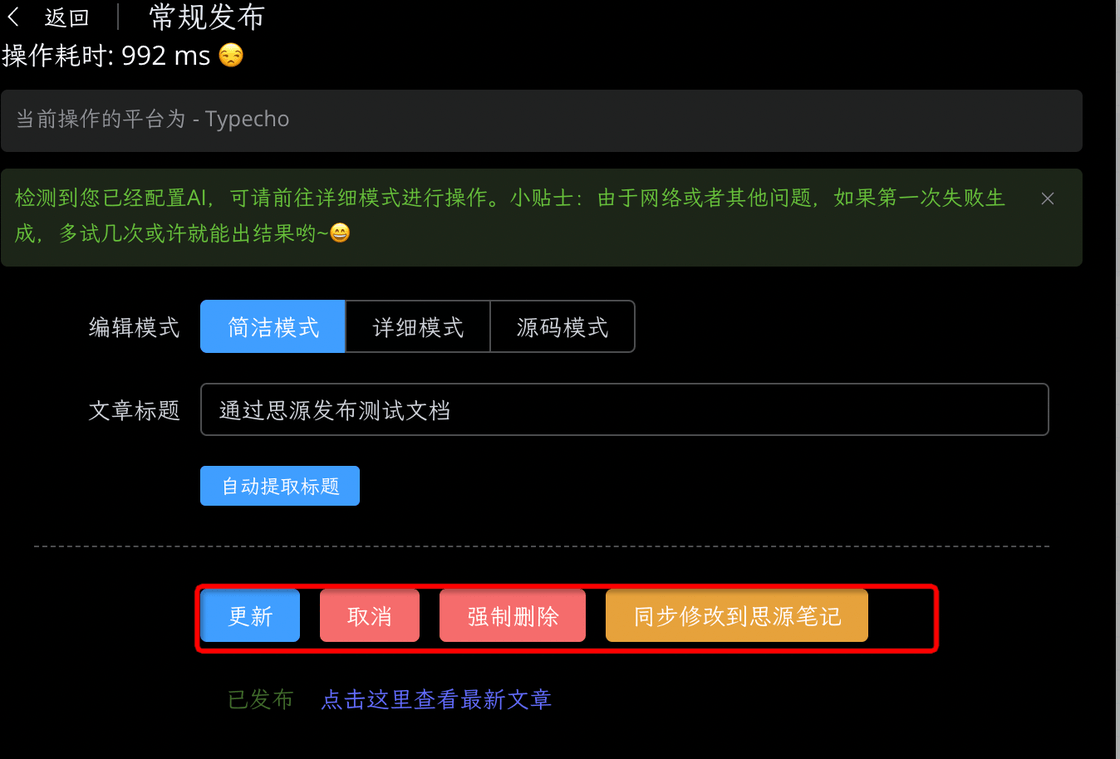 返回 常规发布
操作耗时: 992 ms 😒
当前操作的平台为 - Typecho
检测到您已经配置AI，可请前往详细模式进行操作。小贴士：由于网络或者其他问题，如果第一次失败生
成，多试几次或许就能出结果哟~😄
编辑模式 简洁模式 详细模式 源码模式
文章标题 通过思源发布测试文档
自动提取标题
更新 取消 强制删除 同步修改到思源笔记
已发布 点击这里查看最新文章